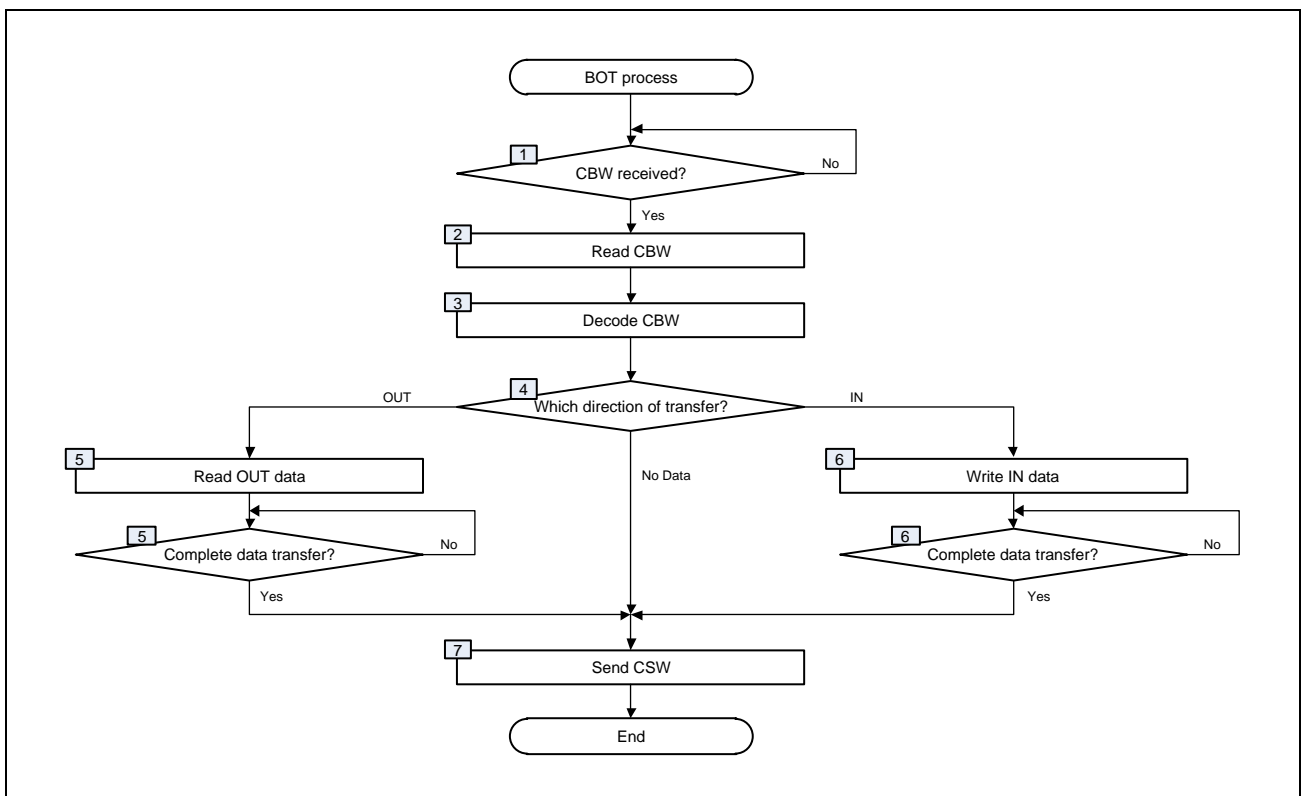 BOT process
1
CBW received?
No
Yes
2
Read CBW
3
Decode CBW
4
Which direction of transfer?
OUT
IN
No Data
5
Read OUT data
5
Complete data transfer?
No
Yes
6
Write IN data
6
Complete data transfer?
No
Yes
7
Send CSW
End